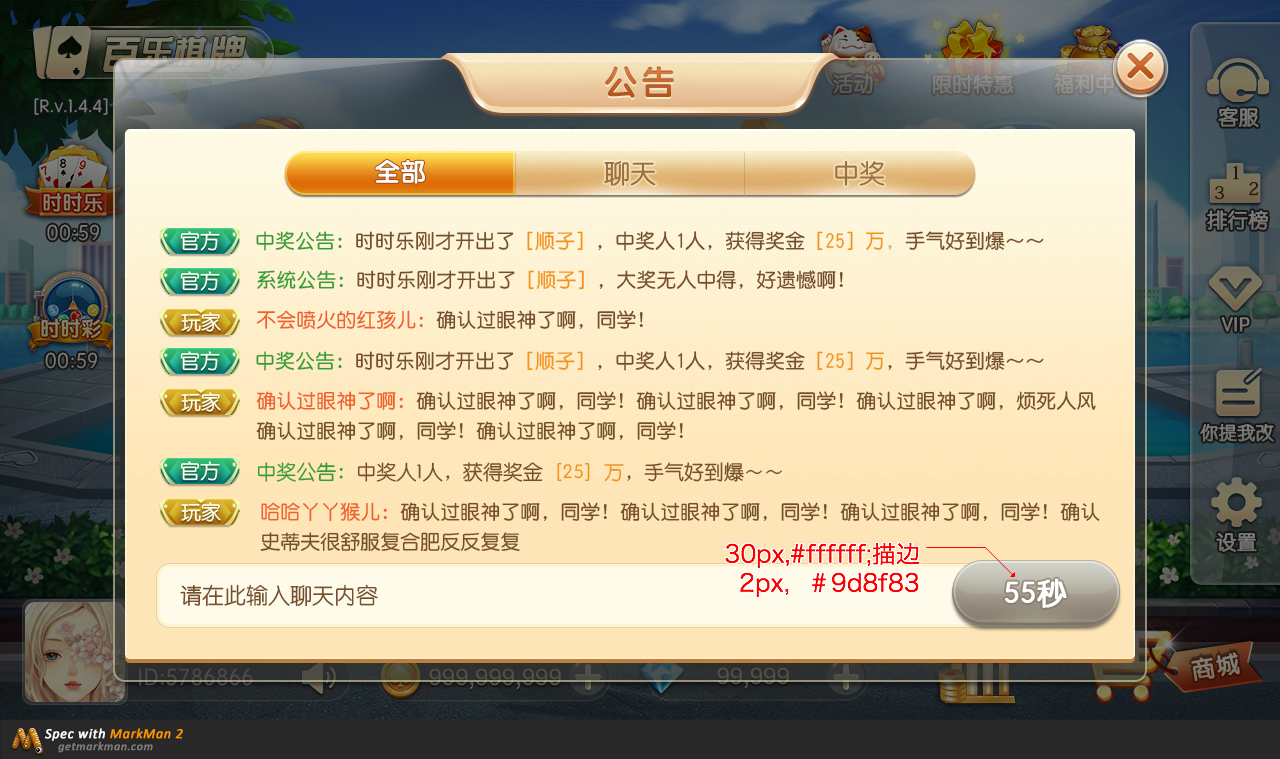 百乐棋牌
活动
限时特惠
福利中
公告
[R.v.1.4.4]
客服
全部
聊天
中奖
时时乐
00:59
排行榜
官方 中奖公告：时时乐刚才开出了［顺子］，中奖人1人，获得奖金［25］万，手气好到爆～～
官方 系统公告：时时乐刚才开出了［顺子］，大奖无人中得，好遗憾啊！
玩家 不会喷火的红孩儿：确认过眼神了啊，同学！
时时彩
00:59
VIP
官方 中奖公告：时时乐刚才开出了［顺子］，中奖人1人，获得奖金［25］万，手气好到爆～～
玩家 确认过眼神了啊：确认过眼神了啊，同学！确认过眼神了啊，同学！确认过眼神了啊，烦死人风
确认过眼神了啊，同学！确认过眼神了啊，同学！
你提我改
官方 中奖公告：中奖人1人，获得奖金［25］万，手气好到爆～～
玩家 哈哈丫丫猴儿：确认过眼神了啊，同学！确认过眼神了啊，同学！确认过眼神了啊，同学！确认
史蒂夫很舒服复合肥反反复复
设置
30px,#ffffff;描边
2px, #9d8f83
请在此输入聊天内容
55秒
ID:5786866
999,999,999
99,999
商城
Spec with MarkMan 2
getmarkman.com